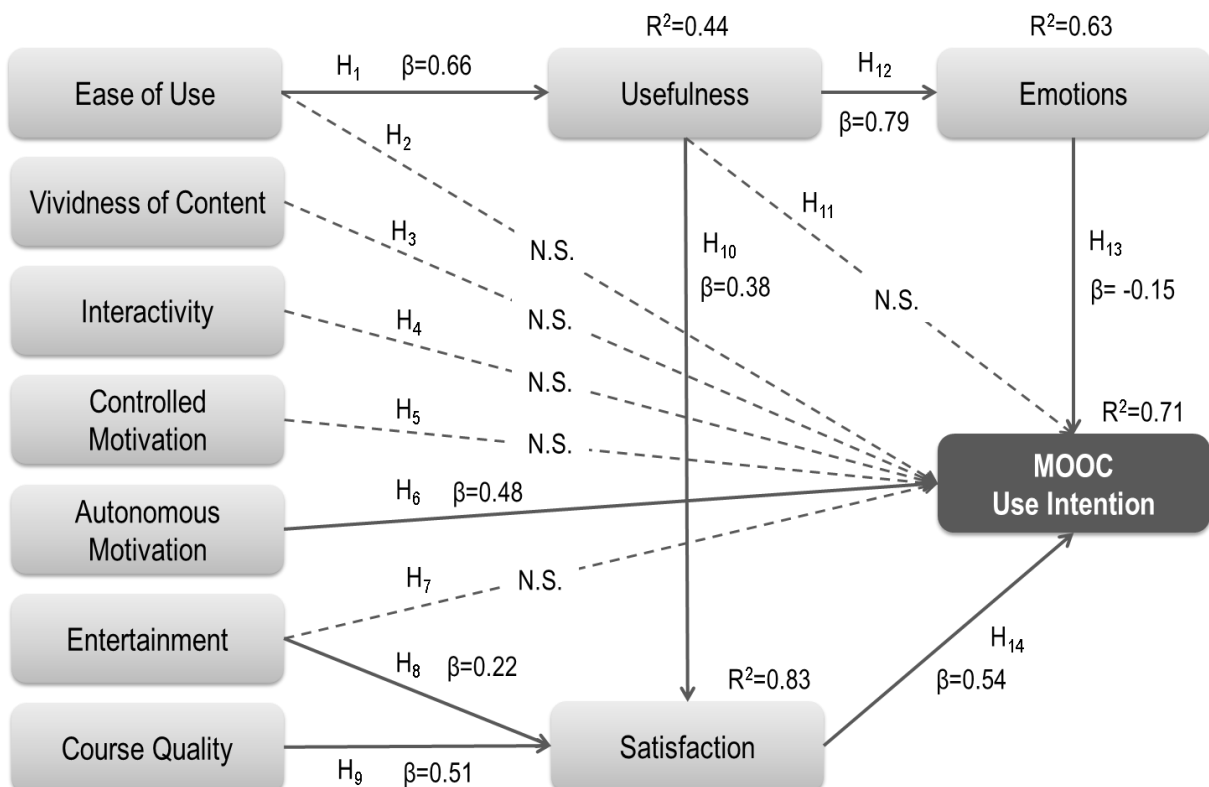 R²=0.44
R²=0.63
Ease of Use
H₁ β=0.66
Usefulness
H₁₂
β=0.79
Emotions
H₂
Vividness of Content
H₃
N.S.
H₁₁
H₁₀
β=0.38
H₁₃
β= -0.15
Interactivity
H₄
N.S.
N.S.
N.S.
Controlled
Motivation
H₅
N.S.
R²=0.71
MOOC
Use Intention
Autonomous
Motivation
H₆ β=0.48
H₇
N.S.
Entertainment
H₈ β=0.22
H₁₄
β=0.54
R²=0.83
Course Quality
H₉ β=0.51
Satisfaction